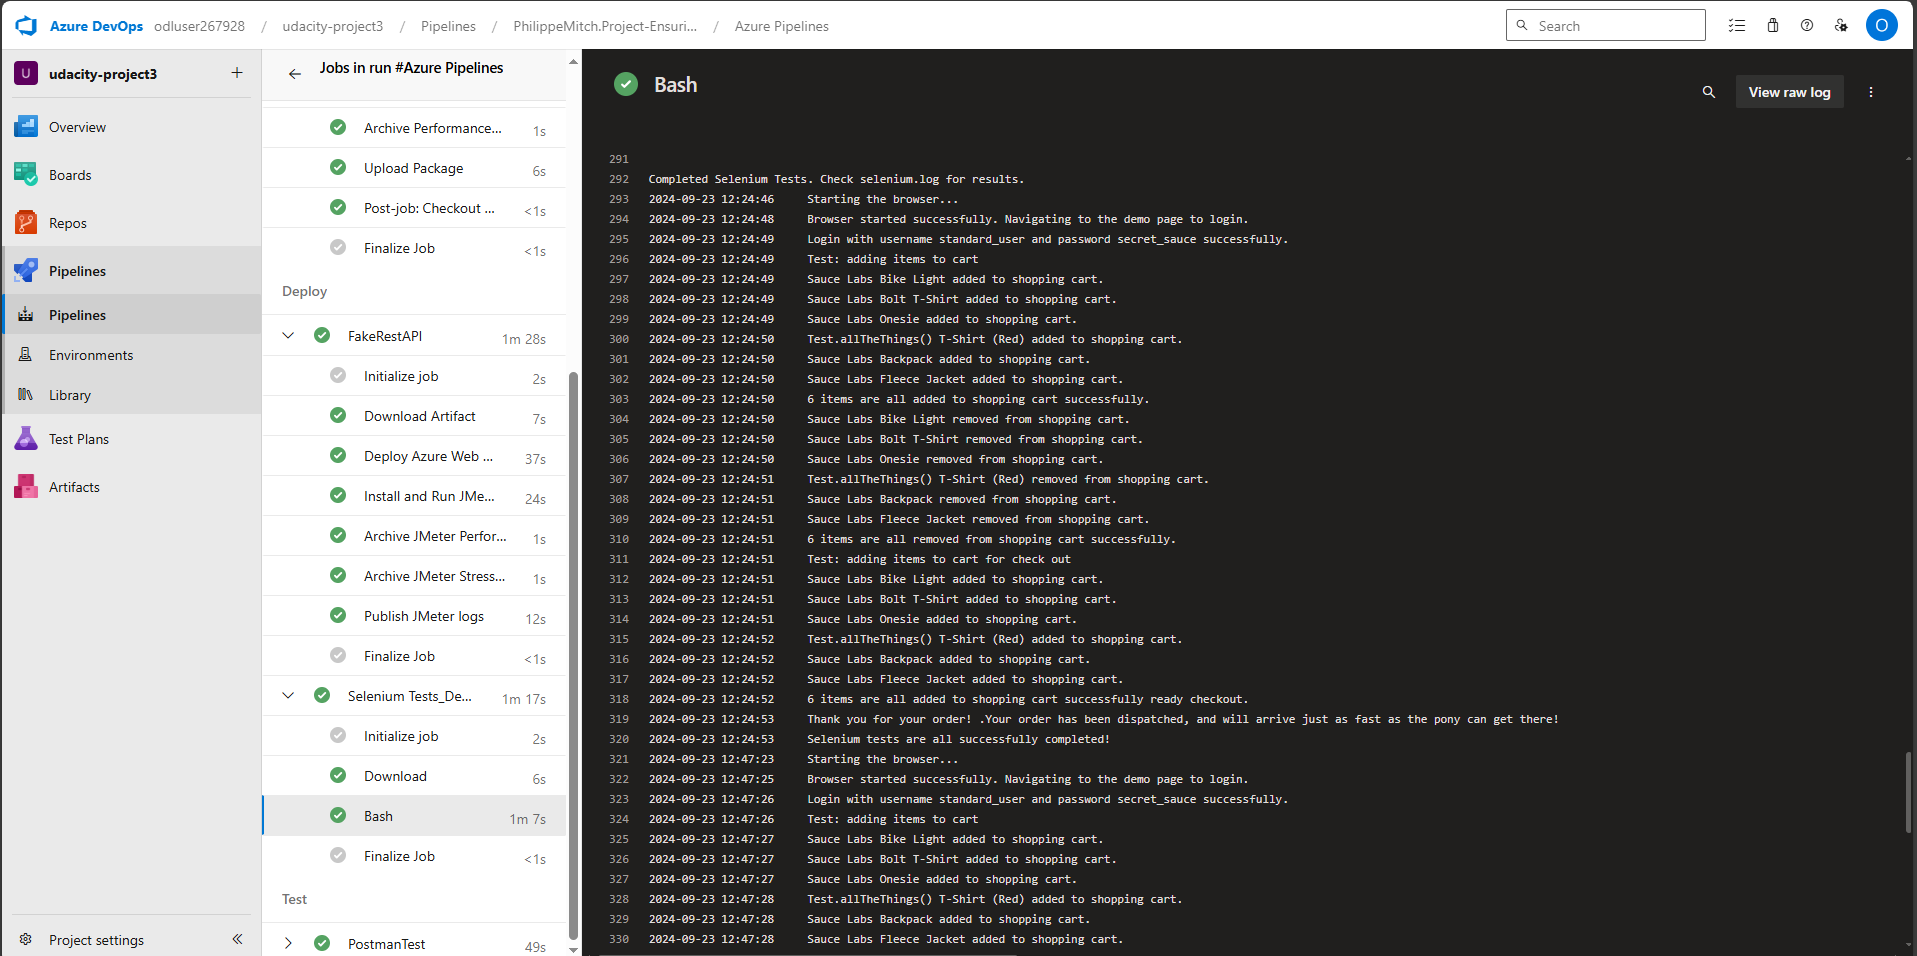 Azure DevOps odluser267928 / udacity-project3 / Pipelines / PhilippeMitch.Project-Ensuri... / Azure Pipelines
Search
O
U udacity-project3 +
Overview
Boards
Repos
Pipelines
Pipelines
Environments
Library
Test Plans
Artifacts
Project settings
Jobs in run #Azure Pipelines
Archive Performance... 1s
Upload Package 6s
Post-job: Checkout ... <1s
Finalize Job <1s
Deploy
FakeRestAPI 1m 28s
Initialize job 2s
Download Artifact 7s
Deploy Azure Web ... 37s
Install and Run JMe... 24s
Archive JMeter Perfor... 1s
Archive JMeter Stress... 1s
Publish JMeter logs 12s
Finalize Job <1s
Selenium Tests_De... 1m 17s
Initialize job 2s
Download 6s
Bash 1m 7s
Finalize Job <1s
Test
PostmanTest 49s
Bash
View raw log
291
292 Completed Selenium Tests. Check selenium.log for results.
293 2024-09-23 12:24:46 Starting the browser...
294 2024-09-23 12:24:48 Browser started successfully. Navigating to the demo page to login.
295 2024-09-23 12:24:49 Login with username standard_user and password secret_sauce successfully.
296 2024-09-23 12:24:49 Test: adding items to cart
297 2024-09-23 12:24:49 Sauce Labs Bike Light added to shopping cart.
298 2024-09-23 12:24:49 Sauce Labs Bolt T-Shirt added to shopping cart.
299 2024-09-23 12:24:49 Sauce Labs Onesie added to shopping cart.
300 2024-09-23 12:24:50 Test.allTheThings() T-Shirt (Red) added to shopping cart.
301 2024-09-23 12:24:50 Sauce Labs Backpack added to shopping cart.
302 2024-09-23 12:24:50 Sauce Labs Fleece Jacket added to shopping cart.
303 2024-09-23 12:24:50 6 items are all added to shopping cart successfully.
304 2024-09-23 12:24:50 Sauce Labs Bike Light removed from shopping cart.
305 2024-09-23 12:24:50 Sauce Labs Bolt T-Shirt removed from shopping cart.
306 2024-09-23 12:24:50 Sauce Labs Onesie removed from shopping cart.
307 2024-09-23 12:24:51 Test.allTheThings() T-Shirt (Red) removed from shopping cart.
308 2024-09-23 12:24:51 Sauce Labs Backpack removed from shopping cart.
309 2024-09-23 12:24:51 Sauce Labs Fleece Jacket removed from shopping cart.
310 2024-09-23 12:24:51 6 items are all removed from shopping cart successfully.
311 2024-09-23 12:24:51 Test: adding items to cart for check out
312 2024-09-23 12:24:51 Sauce Labs Bike Light added to shopping cart.
313 2024-09-23 12:24:51 Sauce Labs Bolt T-Shirt added to shopping cart.
314 2024-09-23 12:24:51 Sauce Labs Onesie added to shopping cart.
315 2024-09-23 12:24:52 Test.allTheThings() T-Shirt (Red) added to shopping cart.
316 2024-09-23 12:24:52 Sauce Labs Backpack added to shopping cart.
317 2024-09-23 12:24:52 Sauce Labs Fleece Jacket added to shopping cart.
318 2024-09-23 12:24:52 6 items are all added to shopping cart successfully ready checkout.
319 2024-09-23 12:24:53 Thank you for your order! .Your order has been dispatched, and will arrive just as fast as the pony can get there!
320 2024-09-23 12:24:53 Selenium tests are all successfully completed!
321 2024-09-23 12:47:23 Starting the browser...
322 2024-09-23 12:47:25 Browser started successfully. Navigating to the demo page to login.
323 2024-09-23 12:47:26 Login with username standard_user and password secret_sauce successfully.
324 2024-09-23 12:47:26 Test: adding items to cart
325 2024-09-23 12:47:27 Sauce Labs Bike Light added to shopping cart.
326 2024-09-23 12:47:27 Sauce Labs Bolt T-Shirt added to shopping cart.
327 2024-09-23 12:47:27 Sauce Labs Onesie added to shopping cart.
328 2024-09-23 12:47:28 Test.allTheThings() T-Shirt (Red) added to shopping cart.
329 2024-09-23 12:47:28 Sauce Labs Backpack added to shopping cart.
330 2024-09-23 12:47:28 Sauce Labs Fleece Jacket added to shopping cart.